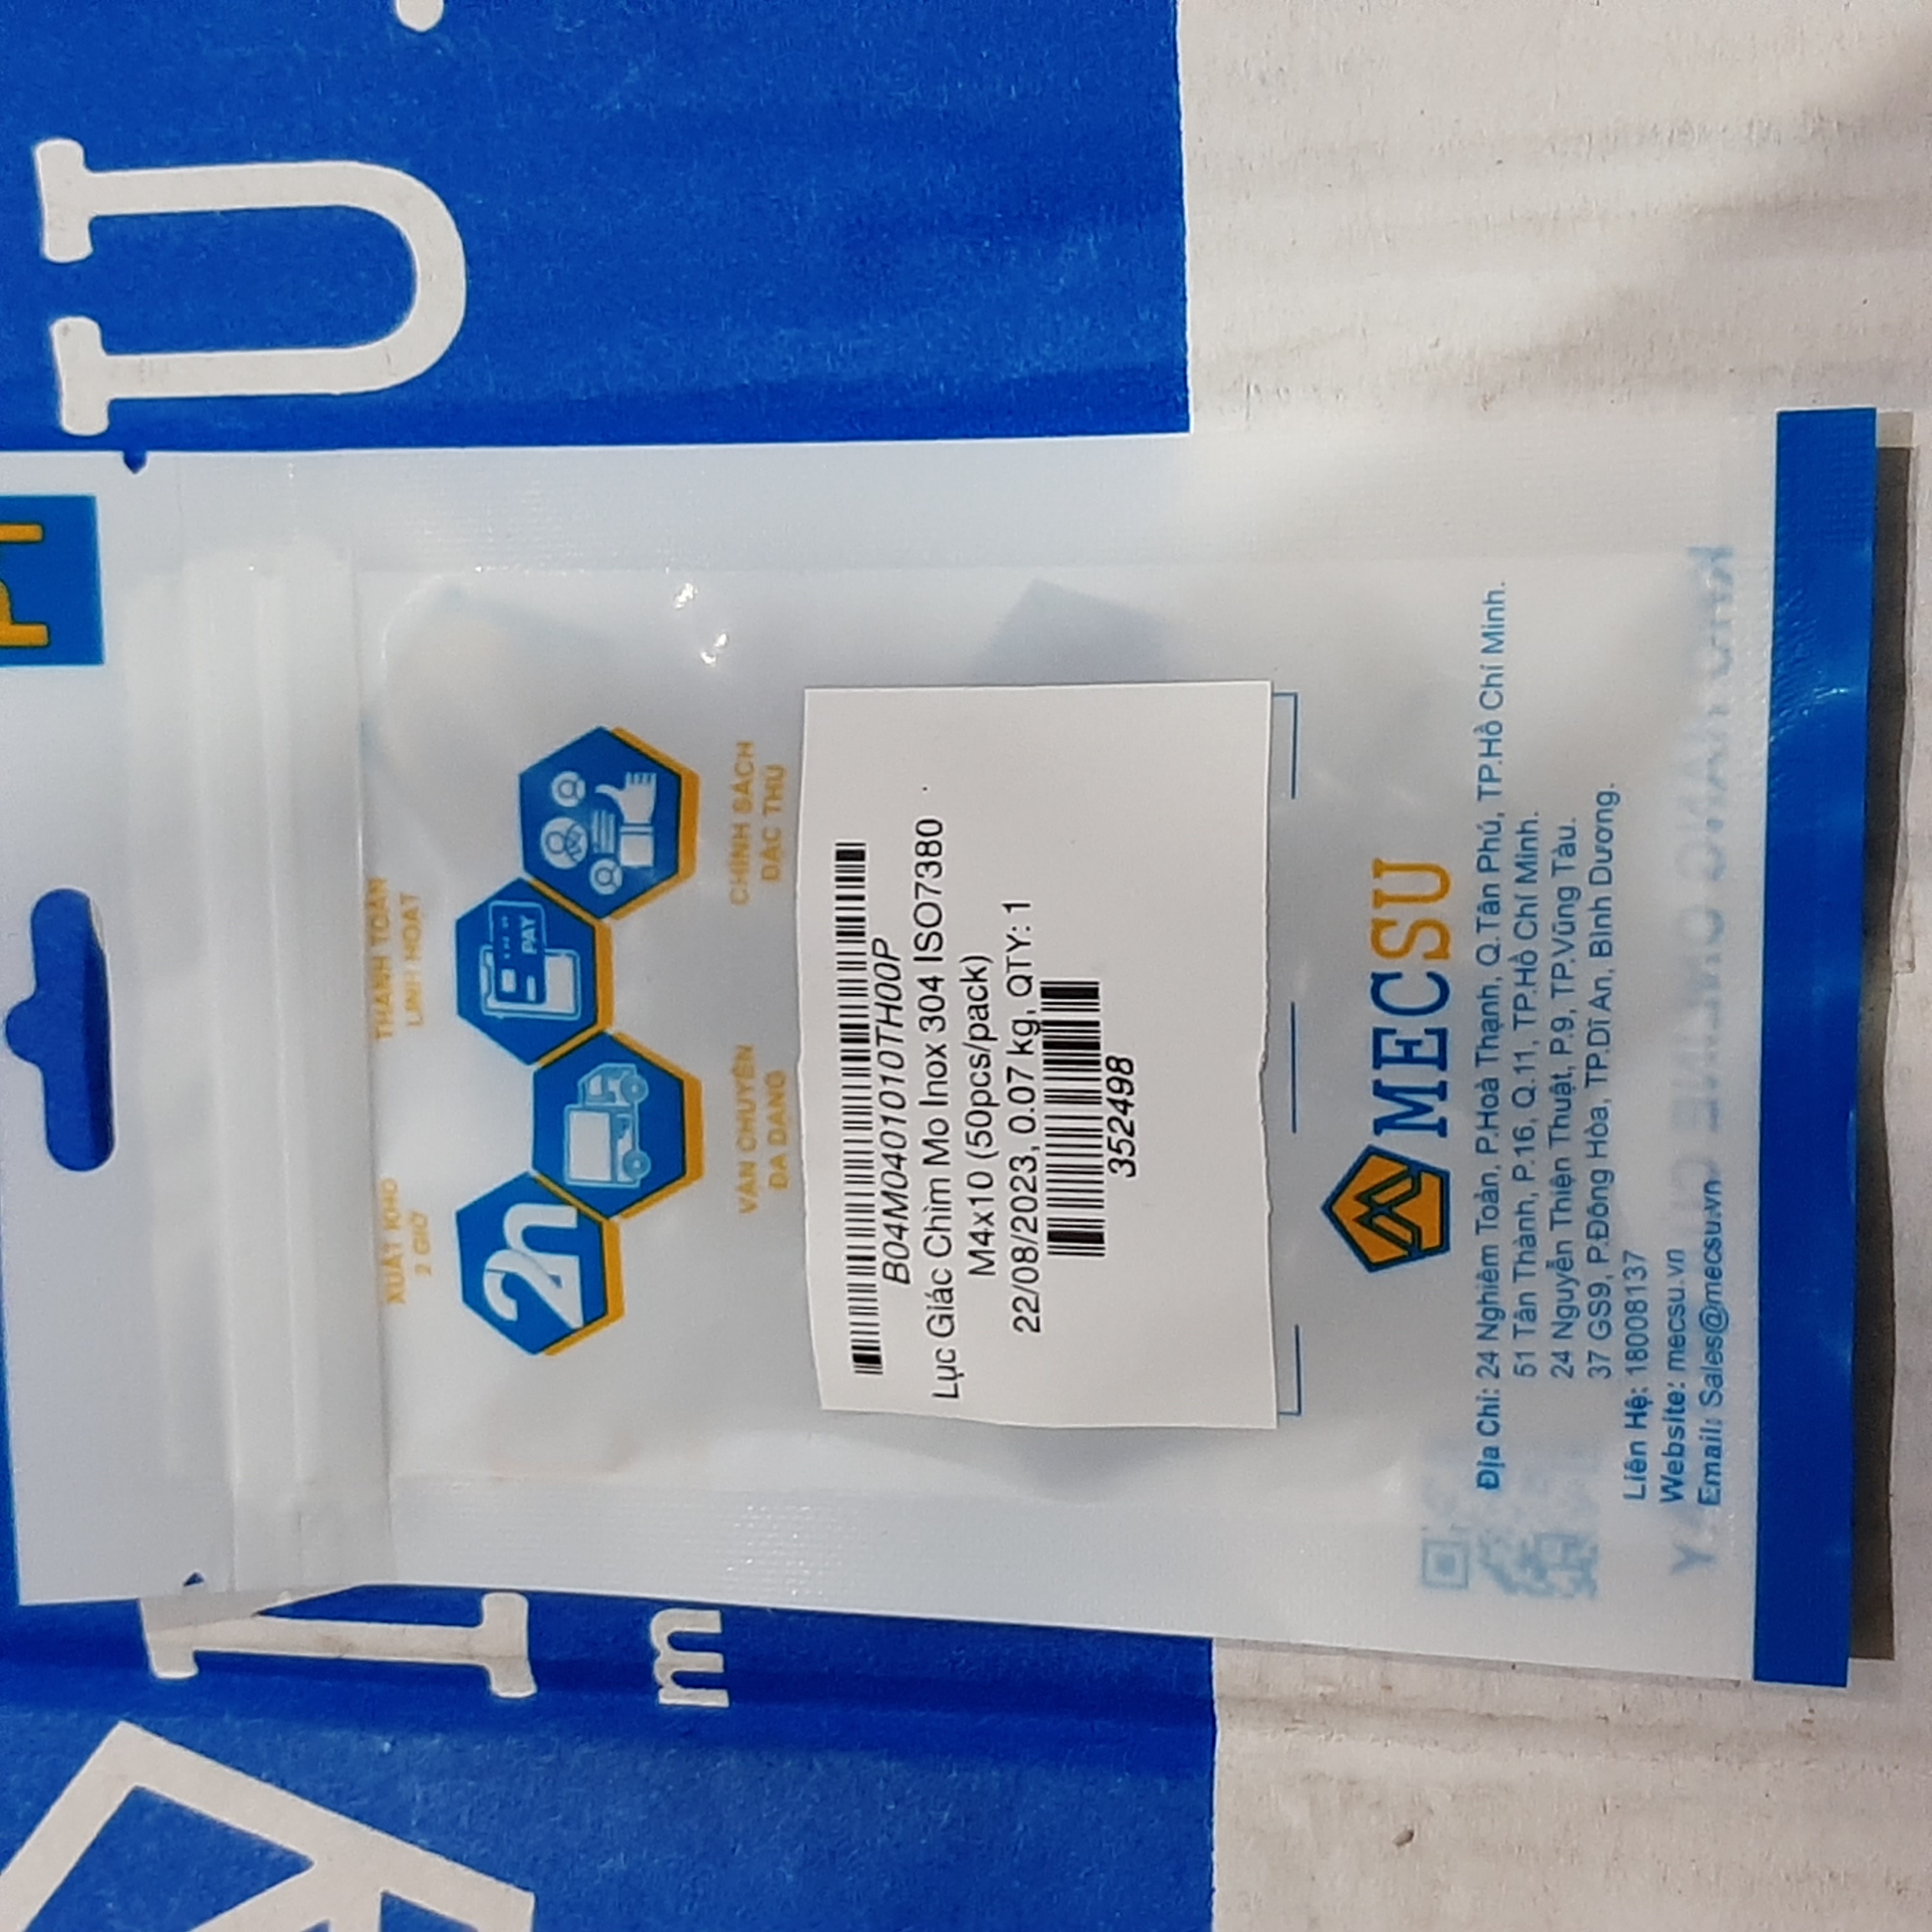 XUẤT KHO
2 GIỜ
THANH TOÁN
LINH HOẠT
2h
PAY
VẬN CHUYỂN
ĐA DẠNG
CHÍNH SÁCH
ĐẶC THÙ
B04M0401010TH00P
Lục Giác Chìm Mo Inox 304 ISO7380
M4x10 (50pcs/pack)
22/08/2023, 0.07 kg, QTY: 1
352498
MECSU
Địa Chỉ: 24 Nghiêm Toản, P.Hoà Thạnh, Q.Tân Phú, TP.Hồ Chí Minh.
51 Tân Thành, P.16, Q.11, TP.Hồ Chí Minh.
24 Nguyễn Thiện Thuật, P.9, TP.Vũng Tàu.
37 GS9, P.Đông Hòa, TP.Dĩ An, Bình Dương.
Liên Hệ: 18008137
Website: mecsu.vn
Email: Sales@mecsu.vn
U.
m